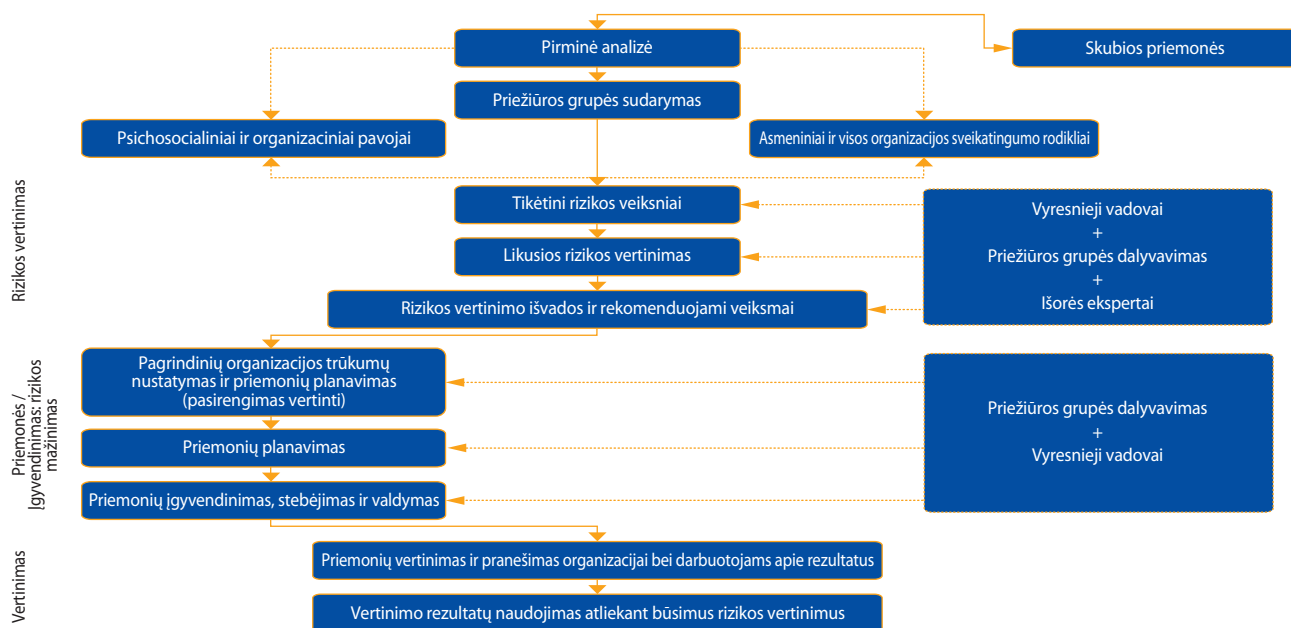 Pirminė analizė
Skubios priemonės
Priežiūros grupės sudarymas
Psichosocialiniai ir organizaciniai pavojai
Asmeniniai ir visos organizacijos sveikatingumo rodikliai
Rizikos vertinimas
Tikėtini rizikos veiksniai
Likusios rizikos vertinimas
Rizikos vertinimo išvados ir rekomenduojami veiksmai
Vyresnieji vadovai
+
Priežiūros grupės dalyvavimas
+
Išorės ekspertai
Priemonės /
Įgyvendinimas: rizikos
mažinimas
Pagrindinių organizacijos trūkumų
nustatymas ir priemonių planavimas
(pasirengimas vertinti)
Priemonių planavimas
Priemonių įgyvendinimas, stebėjimas ir valdymas
Priežiūros grupės dalyvavimas
+
Vyresnieji vadovai
Vertinimas
Priemonių vertinimas ir pranešimas organizacijai bei darbuotojams apie rezultatus
Vertinimo rezultatų naudojimas atliekant būsimus rizikos vertinimus